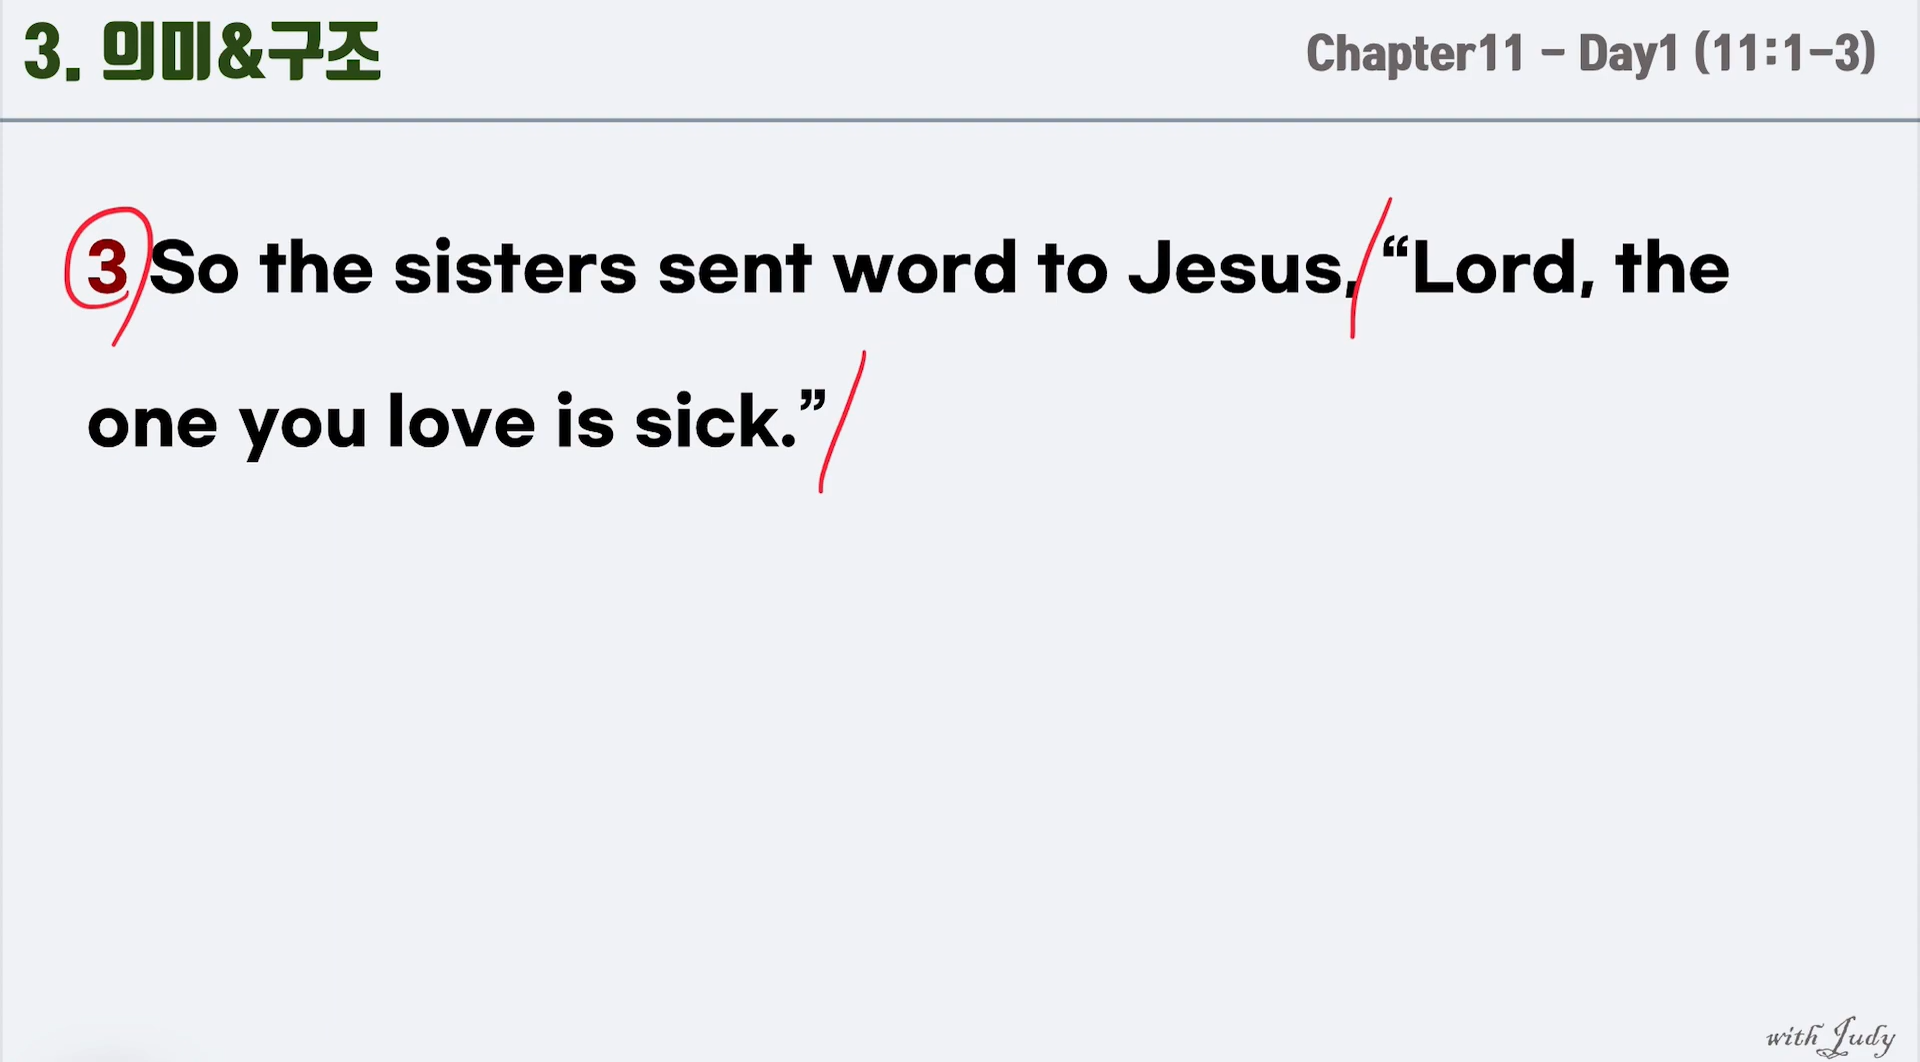 3. 의미&구조
Chapter11 - Day1 (11:1-3)
3 So the sisters sent word to Jesus, “Lord, the
one you love is sick.”
with Judy